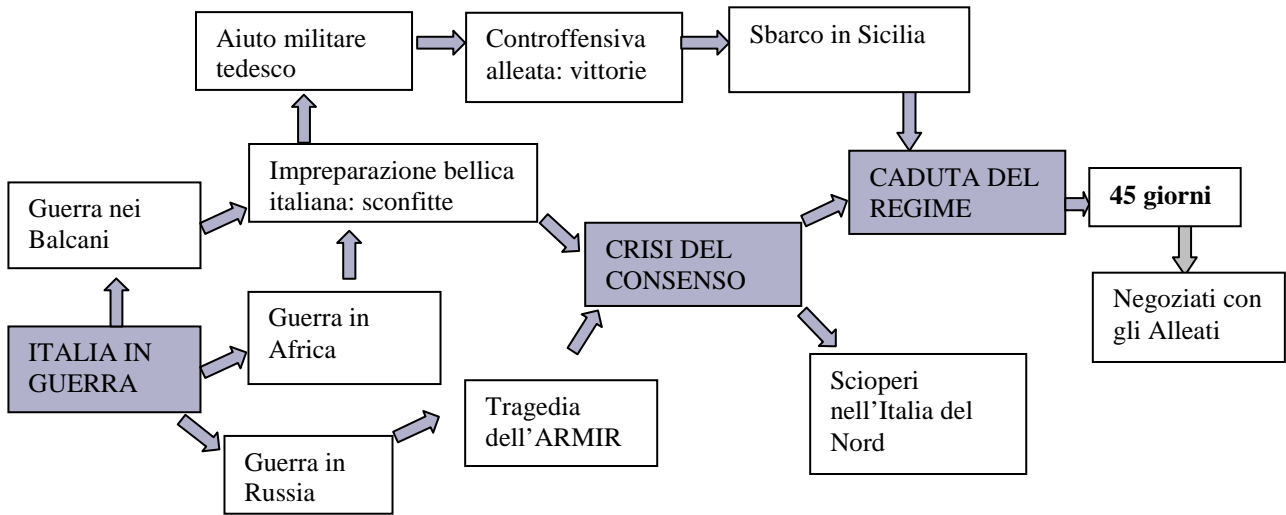 Aiuto militare
tedesco
Controffensiva
alleata: vittorie
Sbarco in Sicilia
Impreparazione bellica
italiana: sconfitte
CADUTA DEL
REGIME
45 giorni
Guerra nei
Balcani
CRISI DEL
CONSENSO
Negoziati con
gli Alleati
Guerra in
Africa
ITALIA IN
GUERRA
Tragedia
dell’ARMIR
Scioperi
nell’Italia del
Nord
Guerra in
Russia